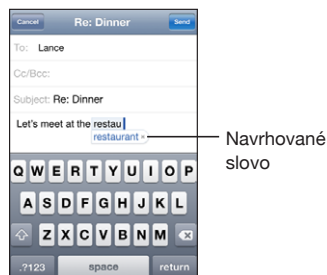 Cancel Re: Dinner Send
To: Lance
Cc/Bcc:
Subject: Re: Dinner
Let's meet at the restau
restaurant ×
Navrhované
slovo
Q W E R T Y U I O P
A S D F G H J K L
Z X C V B N M
.?123 space return